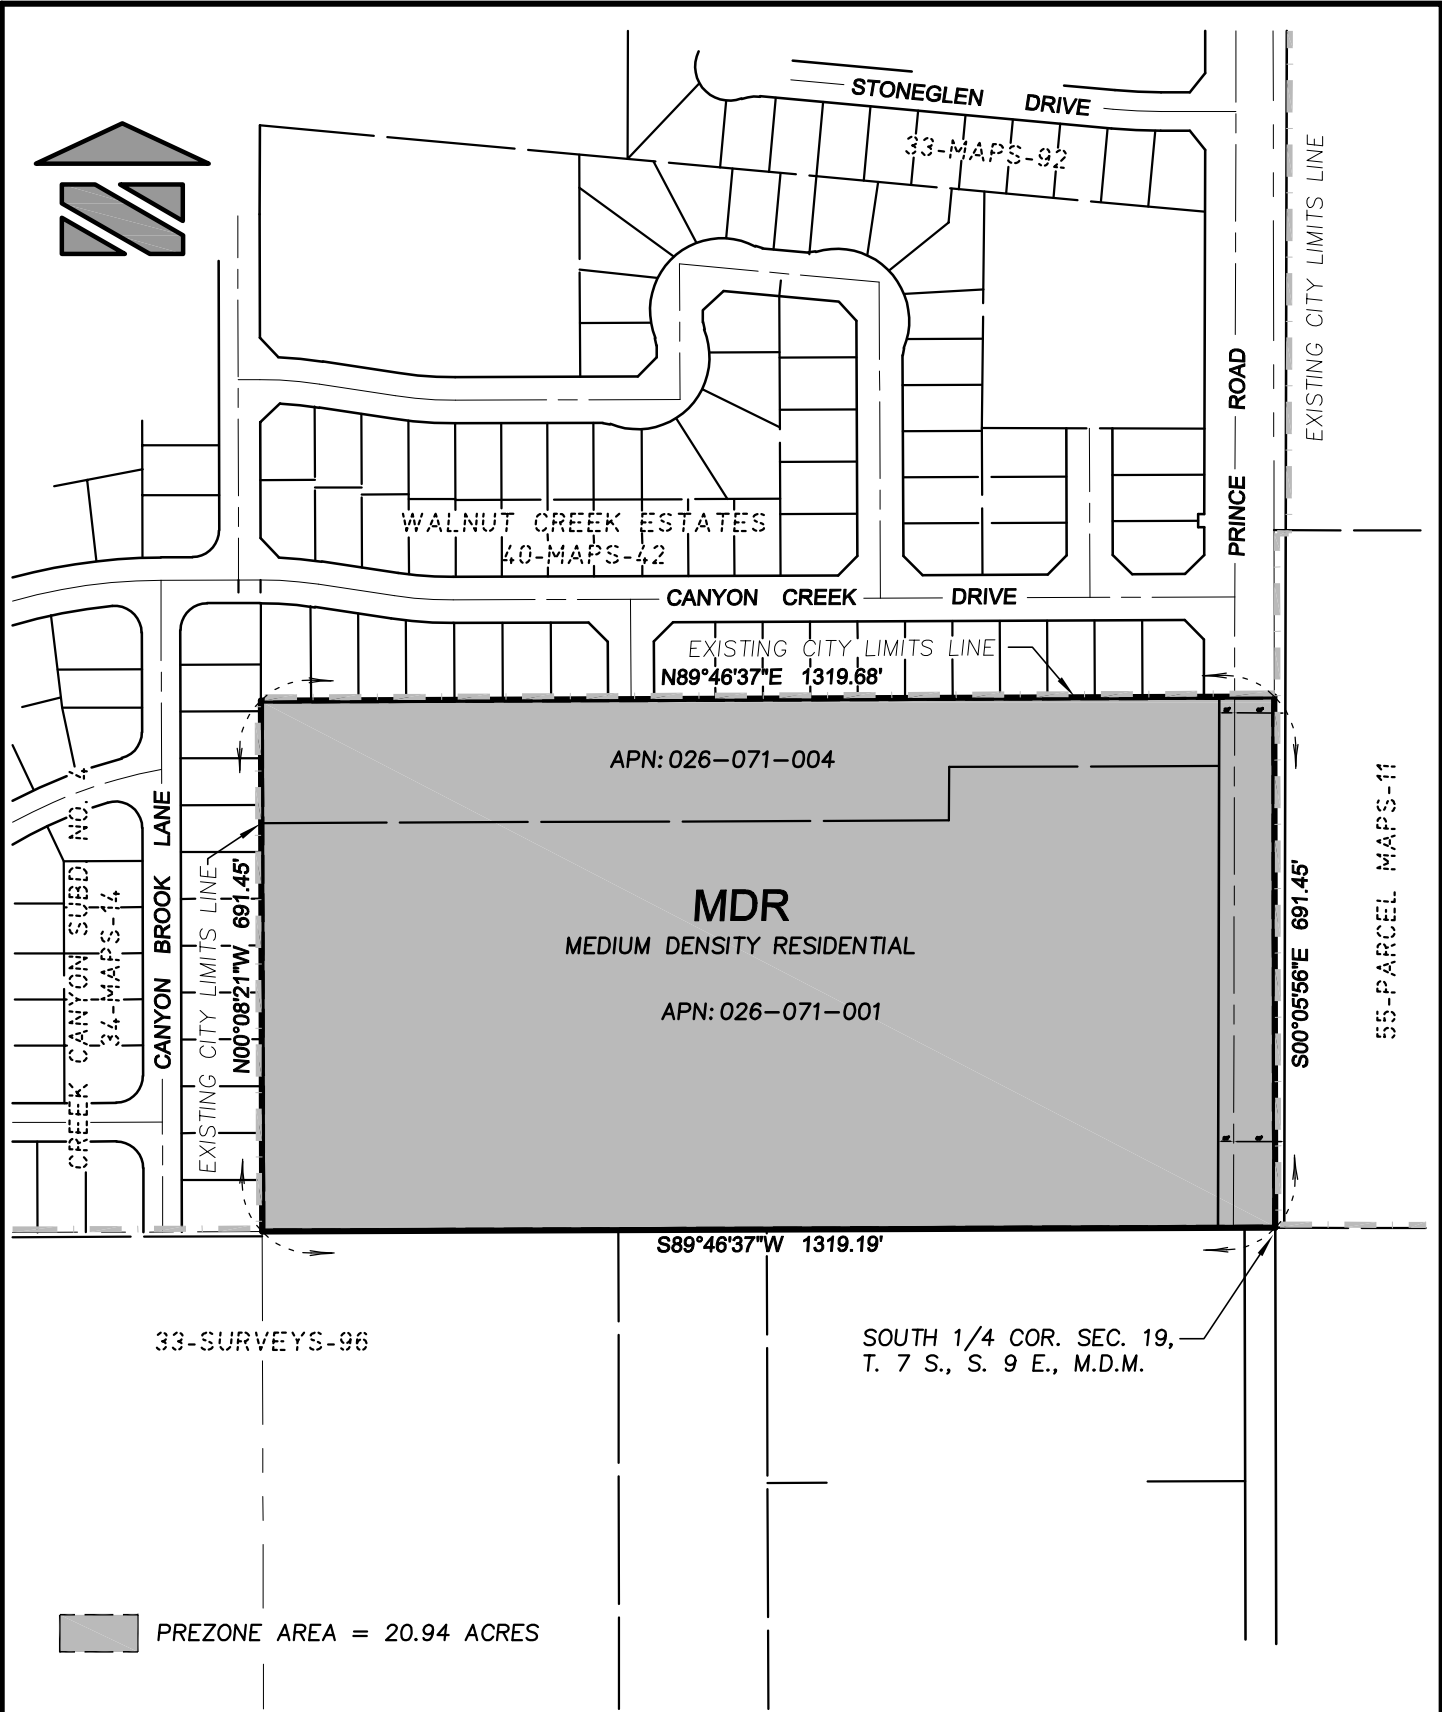 STONEGLEN DRIVE
33-MAPS-92
EXISTING CITY LIMITS LINE
PRINCE ROAD
WALNUT CREEK ESTATES
40-MAPS-42
CANYON CREEK DRIVE
EXISTING CITY LIMITS LINE
N89°46'37"E 1319.68'
APN: 026-071-004
CREEK CANYON SUBD NO. 4
34-MAPS-14
CANYON BROOK LANE
EXISTING CITY LIMITS LINE
N00°08'21"W 691.45'
MDR
MEDIUM DENSITY RESIDENTIAL
APN: 026-071-001
S00°05'56"E 691.45'
55-PARCEL MAPS-11
S89°46'37"W 1319.19'
33-SURVEYS-96
SOUTH 1/4 COR. SEC. 19,
T. 7 S., S. 9 E., M.D.M.
PREZONE AREA = 20.94 ACRES